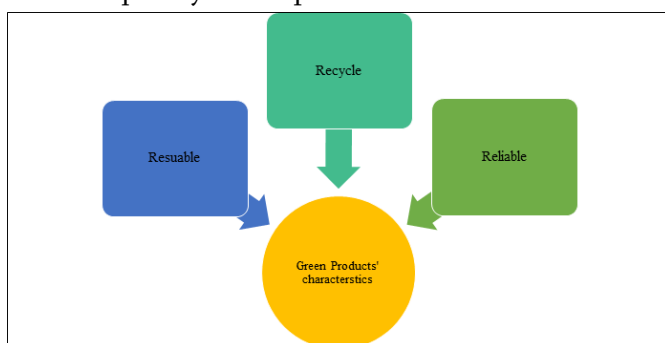 Recycle
Resuable
Reliable
Green Products'
characterstics